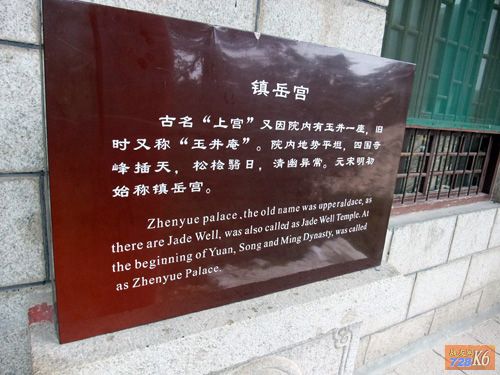 镇岳宫
古名“上宫”又因院内有玉井一座，旧
时又称“玉井庵”。院内地势平坦，四围奇
峰插天，松桧翳日，清幽异常。元宋明初
始称镇岳宫。
Zhenyue palace, the old name was upperaldace, as
there are Jade Well, was also called as Jade Well Temple. At
the beginning of Yuan, Song and Ming Dynasty, was called
as Zhenyue Palace.
728K6